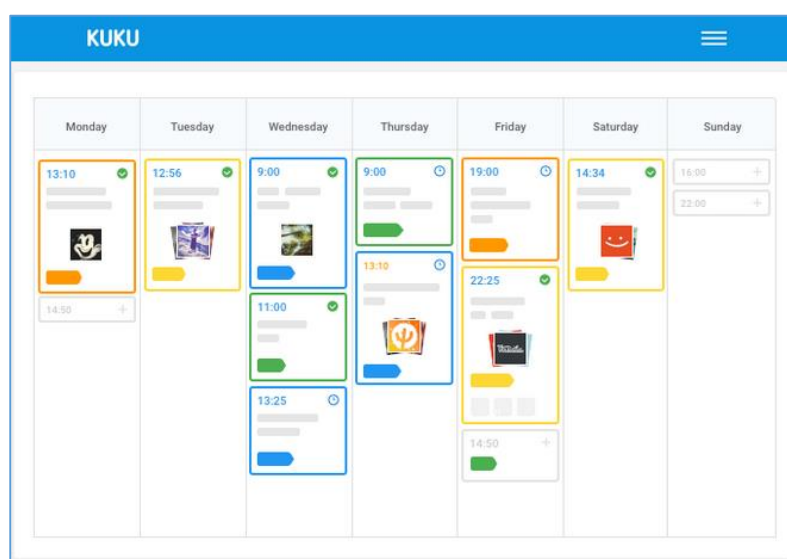 KUKU
Monday
Tuesday
Wednesday
Thursday
Friday
Saturday
Sunday
13:10
14:50
12:56
9:00
11:00
13:25
9:00
13:10
19:00
22:25
14:50
14:34
16:00
22:00